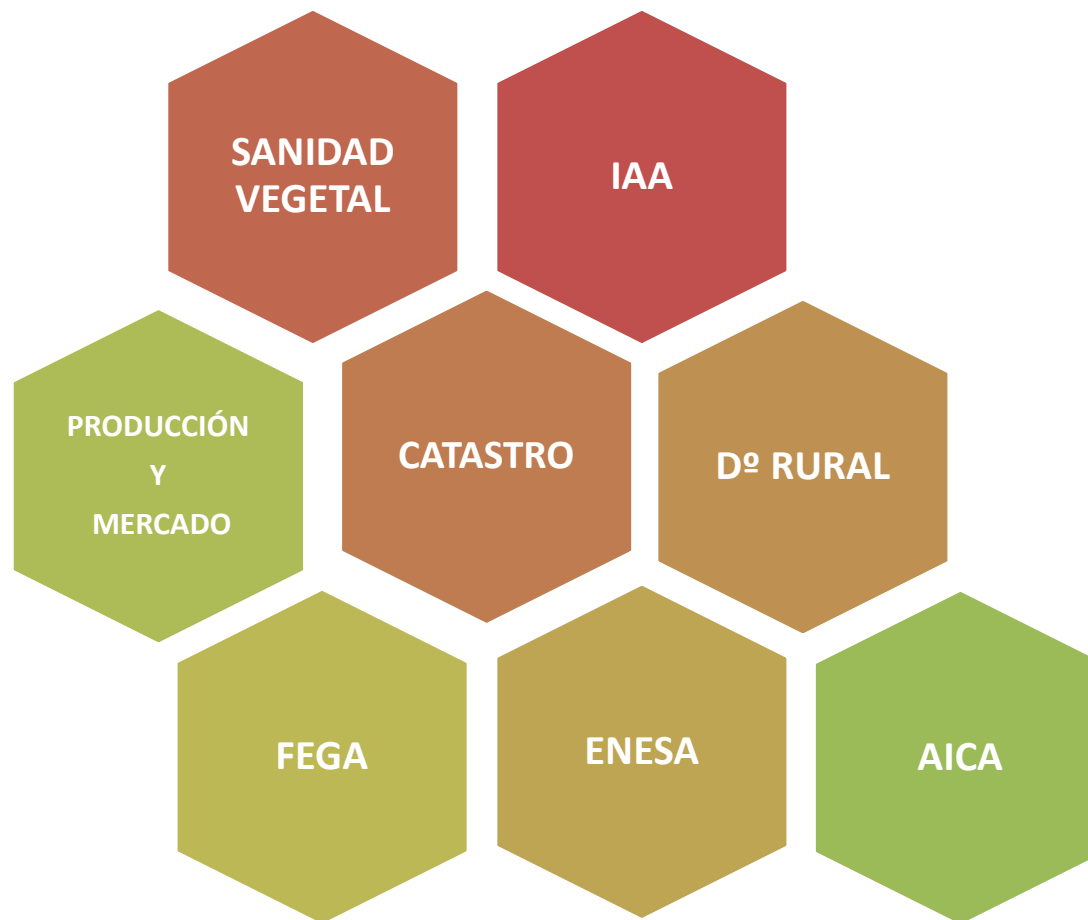 SANIDAD
VEGETAL
IAA
PRODUCCIÓN
Y
MERCADO
CATASTRO
Dº RURAL
FEGA
ENESA
AICA